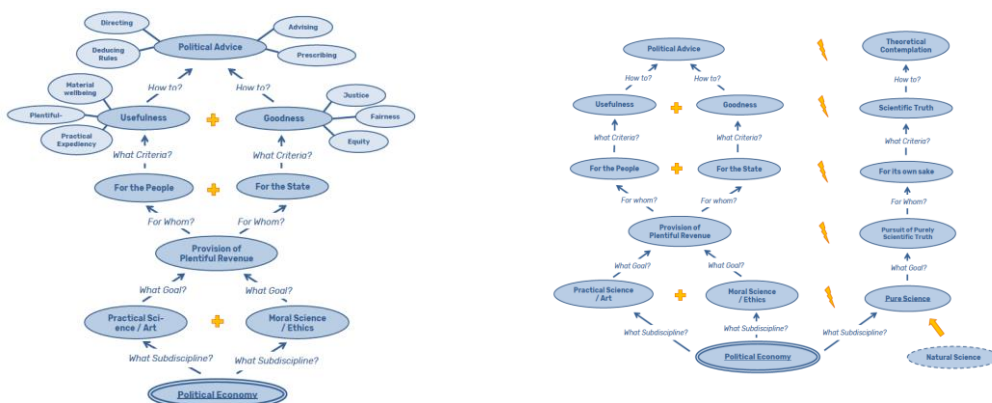 Directing
Advising
Political Advice
Deducing
Rules
Prescribing
Material
wellbeing
How to?
How to?
Justice
Plentiful-
Usefulness
Goodness
Fairness
Practical
Expediency
Equity
What Criteria?
What Criteria?
For the People
For the State
For Whom?
For Whom?
Provision of
Plentiful Revenue
What Goal?
What Goal?
Practical Sci-
ence / Art
Moral Science
/ Ethics
What Subdiscipline?
Political Economy
Political Advice
How to?
How to?
Usefulness
Goodness
What Criteria?
What Criteria?
For the People
For the State
For whom?
For whom?
Provision of
Plentiful Revenue
What Goal?
What Goal?
Practical Science
/ Art
Moral Science
/ Ethics
What Subdiscipline?
What Subdiscipline?
What Subdiscipline?
Political Economy
Theoretical
Contemplation
How to?
Scientific Truth
What Criteria?
For its own sake
For Whom?
Pursuit of Purely
Scientific Truth
What Goal?
Pure Science
Natural Science